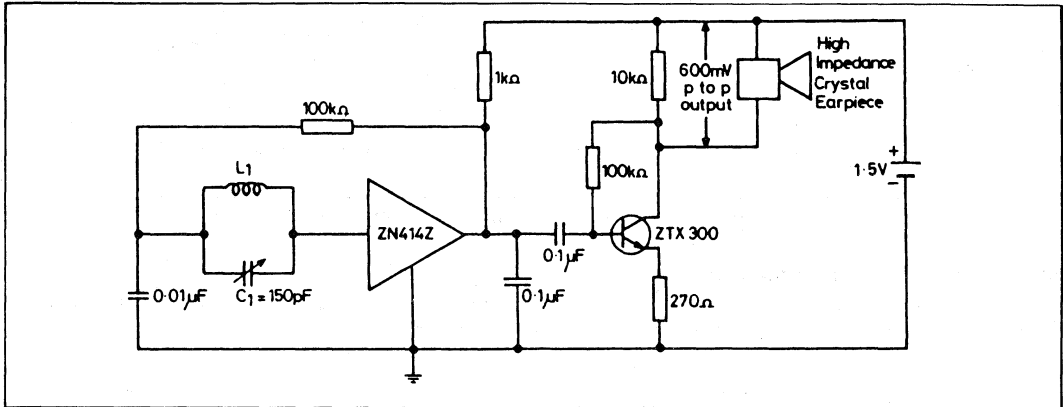 High
Impedance
Crystal
Earpiece
600mV
p to p
output
10kΩ
1kΩ
100kΩ
100kΩ
1·5V
+
−
L1
ZN414Z
ZTX 300
0·1μF
0·01μF
C1 = 150pF
0·1μF
270Ω